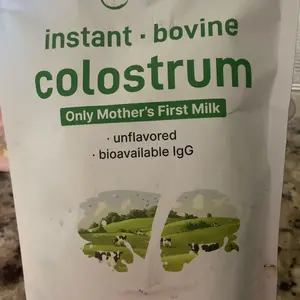 instant · bovine
colostrum
Only Mother's First Milk
· unflavored
· bioavailable IgG